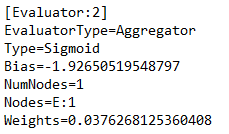 [Evaluator:2]
EvaluatorType=Aggregator
Type=Sigmoid
Bias=-1.92650519548797
NumNodes=1
Nodes=E:1
Weights=0.0376268125360408